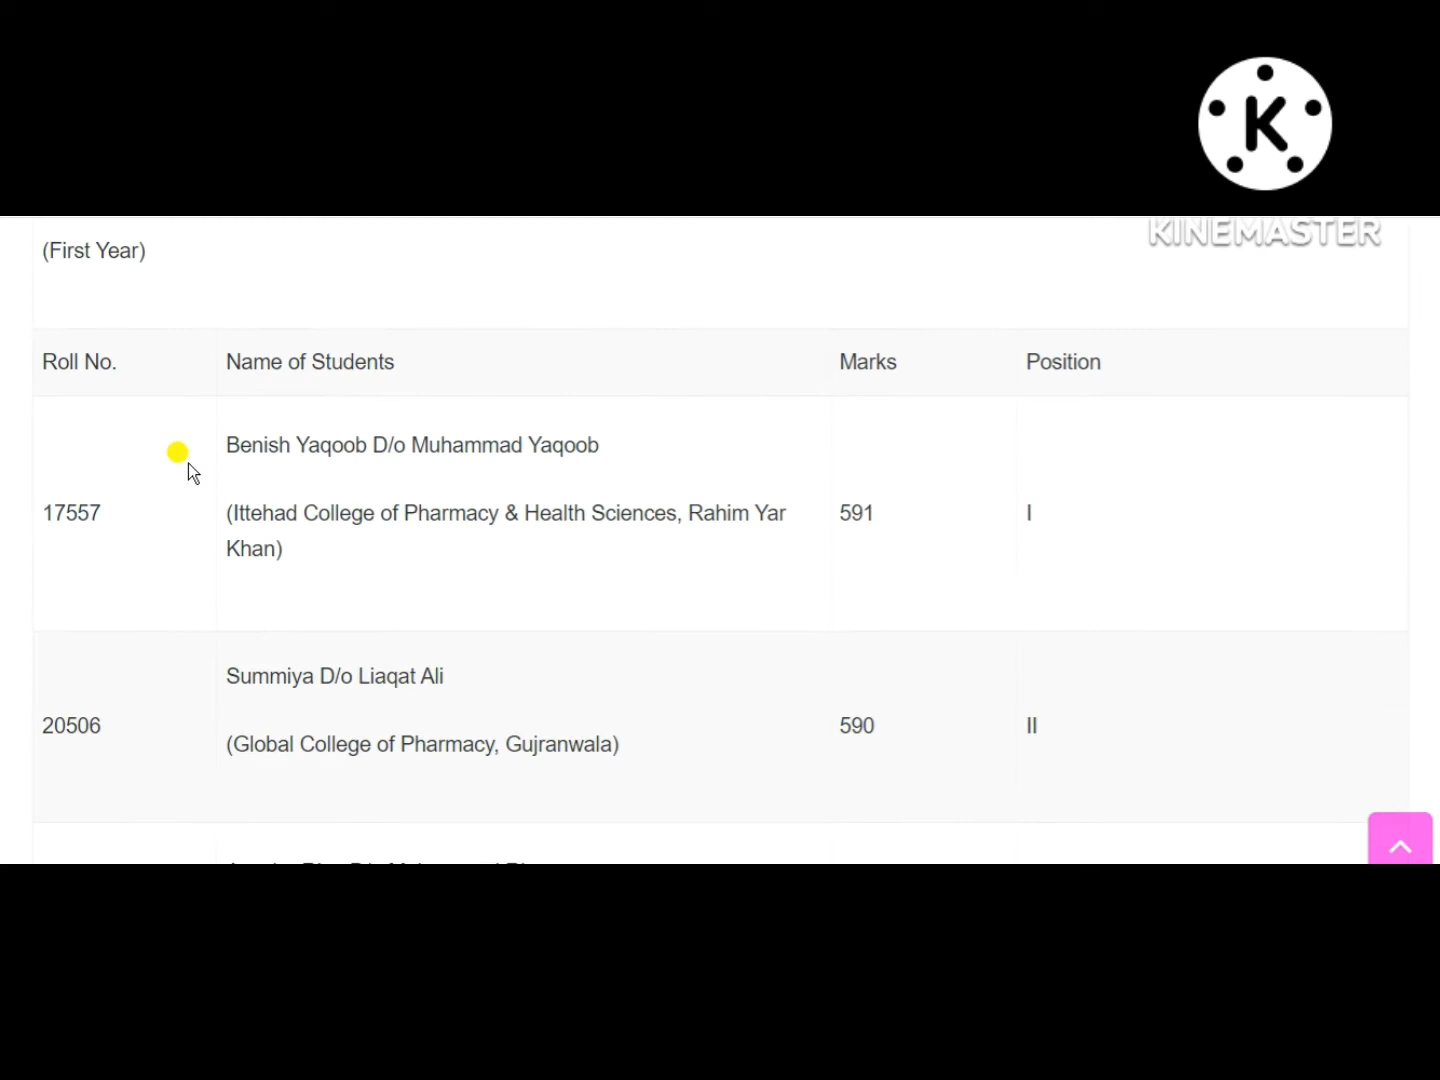 K
KINEMASTER
(First Year)
Roll No. Name of Students Marks Position
Benish Yaqoob D/o Muhammad Yaqoob
17557 (Ittehad College of Pharmacy & Health Sciences, Rahim Yar 591 I
Khan)
Summiya D/o Liaqat Ali
20506 590 II
(Global College of Pharmacy, Gujranwala)